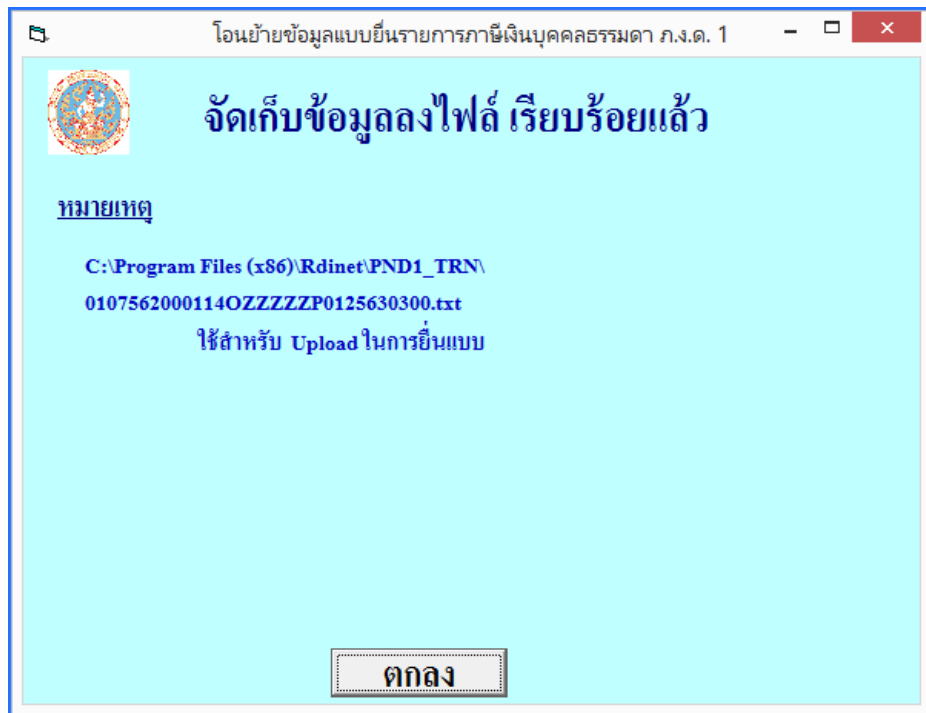 โอนย้ายข้อมูลแบบยื่นรายการภาษีเงินบุคคลธรรมดา ภ.ง.ด. 1
จัดเก็บข้อมูลลงไฟล์ เรียบร้อยแล้ว
หมายเหตุ
C:\Program Files (x86)\Rdinet\PND1_TRN\
0107562000114OZZZZZP0125630300.txt
ใช้สำหรับ Upload ในการยื่นแบบ
ตกลง